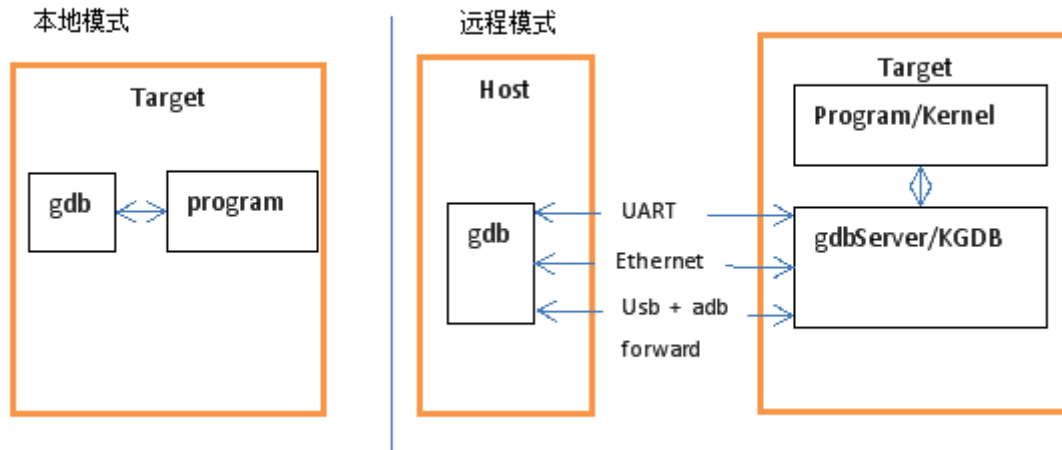 本地模式
Target
gdb
program
远程模式
Host
gdb
UART
Ethernet
Usb + adb
forward
Target
Program/Kernel
gdbServer/KGDB